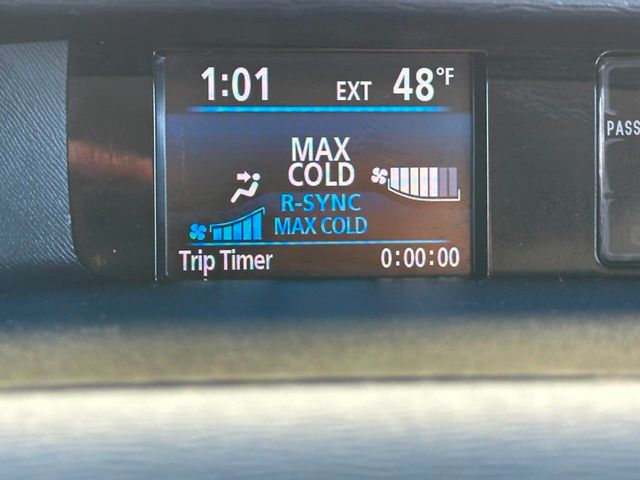 1:01 EXT 48°F
MAX
COLD
R-SYNC
MAX COLD
Trip Timer 0:00:00
PASS